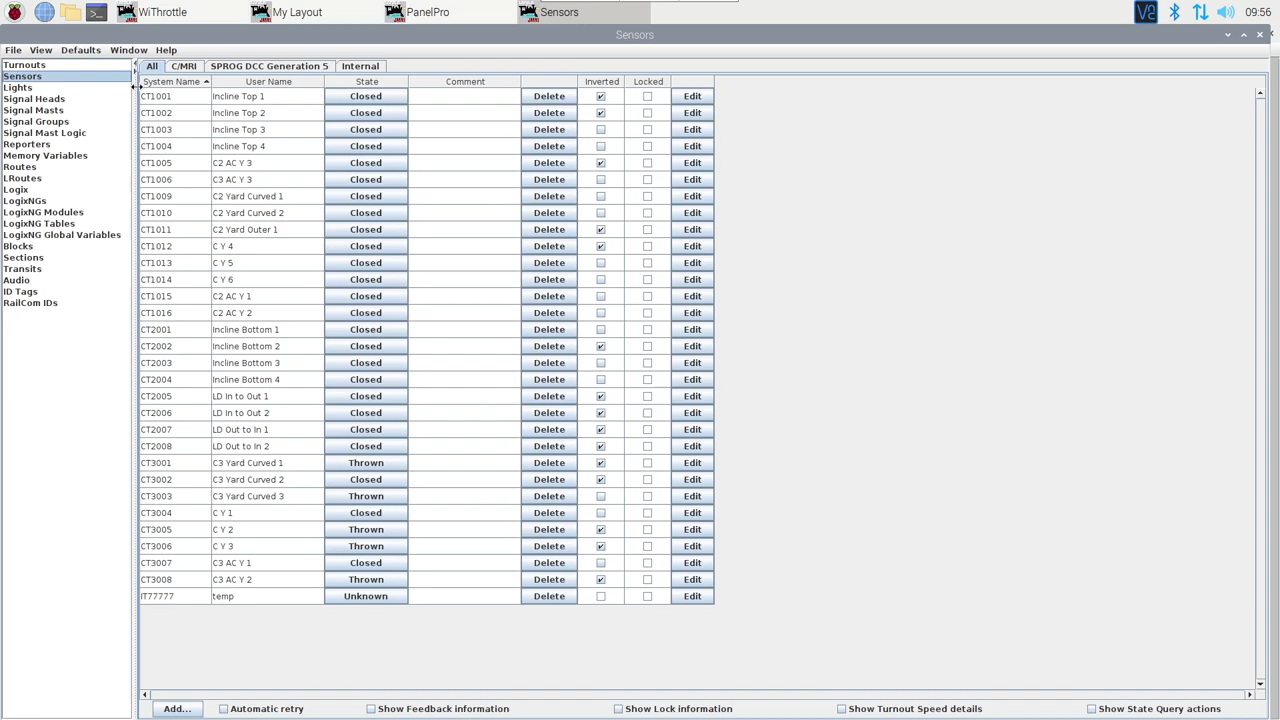 WiThrottle My Layout PanelPro Sensors 09:56
Sensors
File View Defaults Window Help
Turnouts
Sensors
Lights
Signal Heads
Signal Masts
Signal Groups
Signal Mast Logic
Reporters
Memory Variables
Routes
LRoutes
Logix
LogixNGs
LogixNG Modules
LogixNG Tables
LogixNG Global Variables
Blocks
Sections
Transits
Audio
ID Tags
RailCom IDs
All C/MRI SPROG DCC Generation 5 Internal
System Name User Name State Comment Inverted Locked
CT1001 Incline Top 1 Closed Delete Edit
CT1002 Incline Top 2 Closed Delete Edit
CT1003 Incline Top 3 Closed Delete Edit
CT1004 Incline Top 4 Closed Delete Edit
CT1005 C2 AC Y 3 Closed Delete Edit
CT1006 C3 AC Y 3 Closed Delete Edit
CT1009 C2 Yard Curved 1 Closed Delete Edit
CT1010 C2 Yard Curved 2 Closed Delete Edit
CT1011 C2 Yard Outer 1 Closed Delete Edit
CT1012 C Y 4 Closed Delete Edit
CT1013 C Y 5 Closed Delete Edit
CT1014 C Y 6 Closed Delete Edit
CT1015 C2 AC Y 1 Closed Delete Edit
CT1016 C2 AC Y 2 Closed Delete Edit
CT2001 Incline Bottom 1 Closed Delete Edit
CT2002 Incline Bottom 2 Closed Delete Edit
CT2003 Incline Bottom 3 Closed Delete Edit
CT2004 Incline Bottom 4 Closed Delete Edit
CT2005 LD In to Out 1 Closed Delete Edit
CT2006 LD In to Out 2 Closed Delete Edit
CT2007 LD Out to In 1 Closed Delete Edit
CT2008 LD Out to In 2 Closed Delete Edit
CT3001 C3 Yard Curved 1 Thrown Delete Edit
CT3002 C3 Yard Curved 2 Closed Delete Edit
CT3003 C3 Yard Curved 3 Thrown Delete Edit
CT3004 C Y 1 Closed Delete Edit
CT3005 C Y 2 Thrown Delete Edit
CT3006 C Y 3 Thrown Delete Edit
CT3007 C3 AC Y 1 Closed Delete Edit
CT3008 C3 AC Y 2 Thrown Delete Edit
IT77777 temp Unknown Delete Edit
Add... Automatic retry Show Feedback information Show Lock information Show Turnout Speed details Show State Query actions